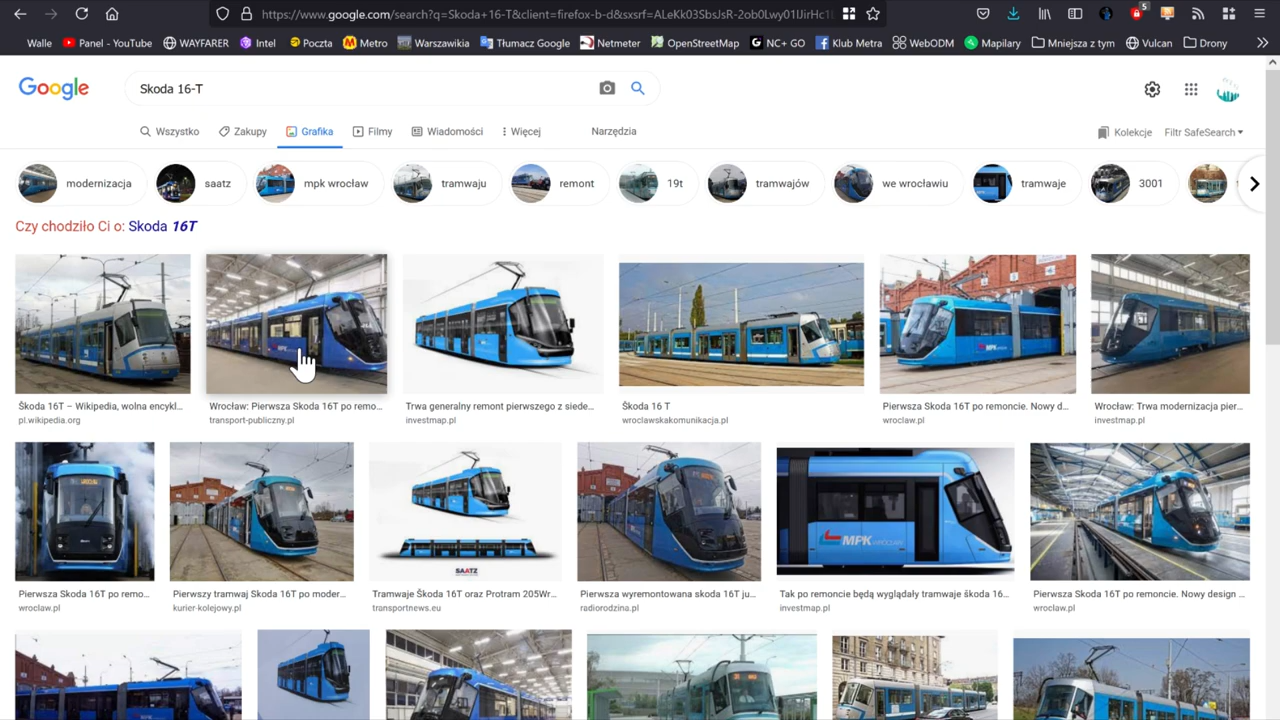 https://www.google.com/search?q=Skoda+16-T&client=firefox-b-d&sxsrf=ALeKk03SbsJsR-2ob0Lwy01IJirHc1
5
Walle Panel - YouTube WAYFARER Intel Poczta Metro Warszawikia Tłumacz Google Netmeter OpenStreetMap NC+ GO Klub Metra WebODM Mapilary Mniejsza z tym Vulcan Drony
Google
Skoda 16-T
Wszystko Zakupy Grafika Filmy Wiadomości Więcej Narzędzia Kolekcje Filtr SafeSearch
modernizacja saatz mpk wrocław tramwaju remont 19t tramwajów we wrocławiu tramwaje 3001
Czy chodziło Ci o: Skoda 16T
MPK
Škoda 16T – Wikipedia, wolna encykl... Wrocław: Pierwsza Skoda 16T po remo... Trwa generalny remont pierwszego z siede... Škoda 16 T Pierwsza Skoda 16T po remoncie. Nowy d... Wrocław: Trwa modernizacja pier...
pl.wikipedia.org transport-publiczny.pl investmap.pl wroclawskakomunikacja.pl wroclaw.pl investmap.pl
MPK WROCŁAW
SAATZ
Pierwsza Skoda 16T po remo... Pierwszy tramwaj Skoda 16T po moder... Tramwaje Škoda 16T oraz Protram 205Wr... Pierwsza wyremontowana skoda 16T ju... Tak po remoncie będą wyglądały tramwaje škoda 16... Pierwsza Skoda 16T po remoncie. Nowy design ...
wroclaw.pl kurier-kolejowy.pl transportnews.eu radiorodzina.pl investmap.pl wroclaw.pl